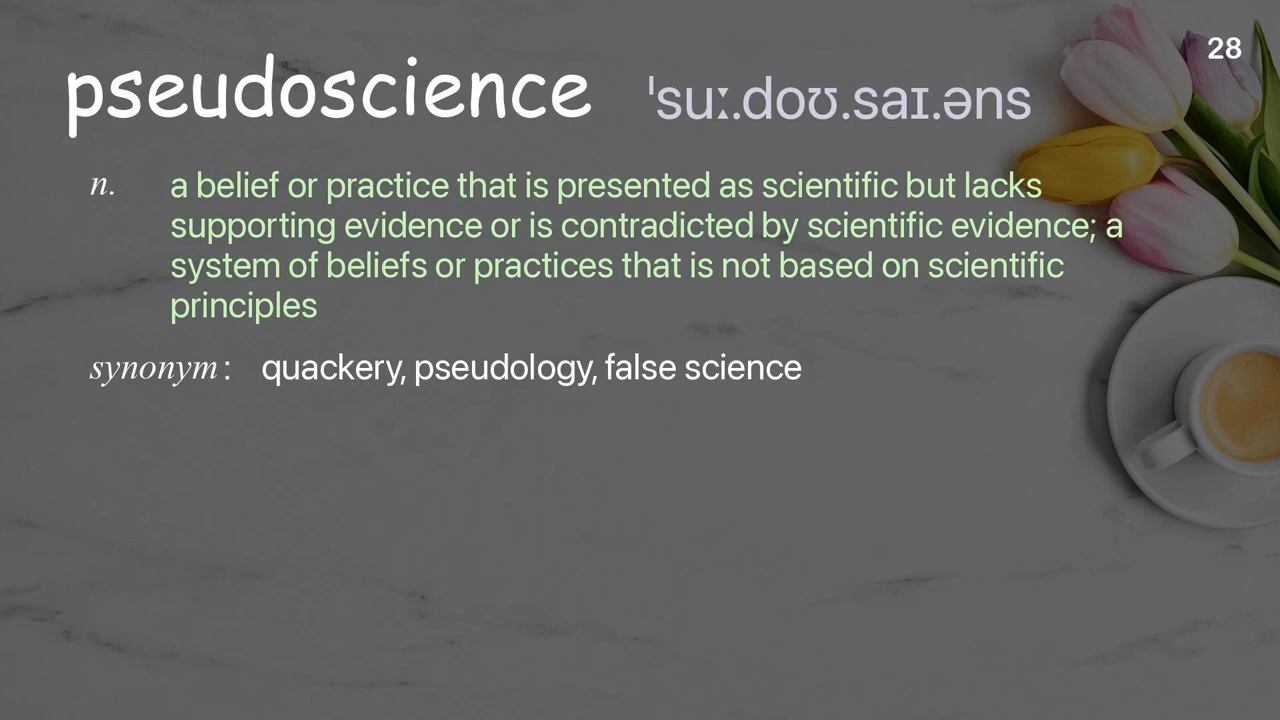 28
pseudoscience ˈsuː.doʊ.saɪ.əns
n. a belief or practice that is presented as scientific but lacks
supporting evidence or is contradicted by scientific evidence; a
system of beliefs or practices that is not based on scientific
principles
synonym : quackery, pseudology, false science